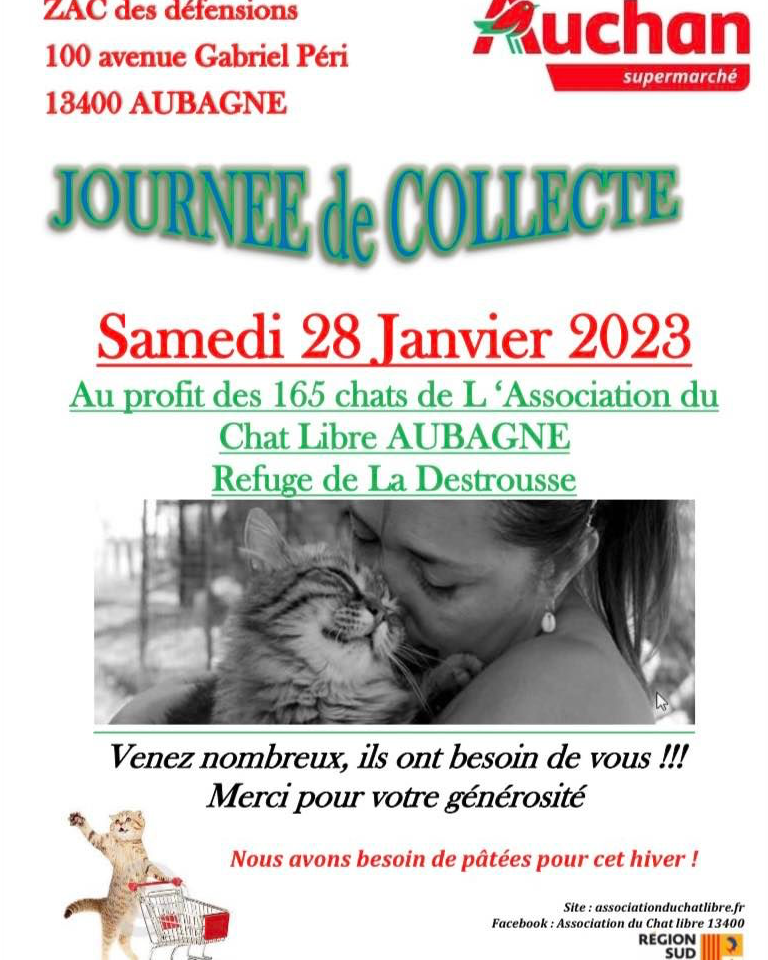 ZAC des défensions
100 avenue Gabriel Péri
13400 AUBAGNE
Auchan
supermarché
JOURNEE de COLLECTE
Samedi 28 Janvier 2023
Au profit des 165 chats de L ‘Association du
Chat Libre AUBAGNE
Refuge de La Destrousse
Venez nombreux, ils ont besoin de vous !!!
Merci pour votre générosité
Nous avons besoin de pâtées pour cet hiver !
Site : associationduchatlibre.fr
Facebook : Association du Chat libre 13400
REGION
SUD